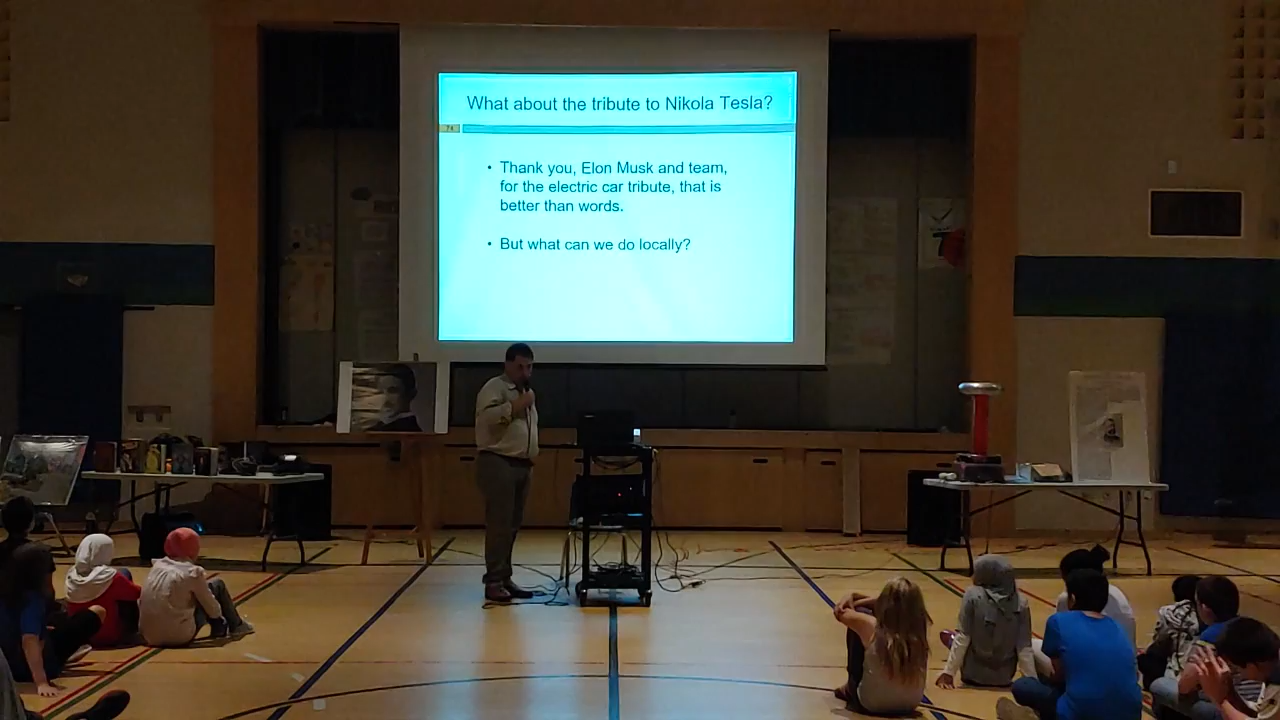 What about the tribute to Nikola Tesla?
74
• Thank you, Elon Musk and team,
for the electric car tribute, that is
better than words.
• But what can we do locally?